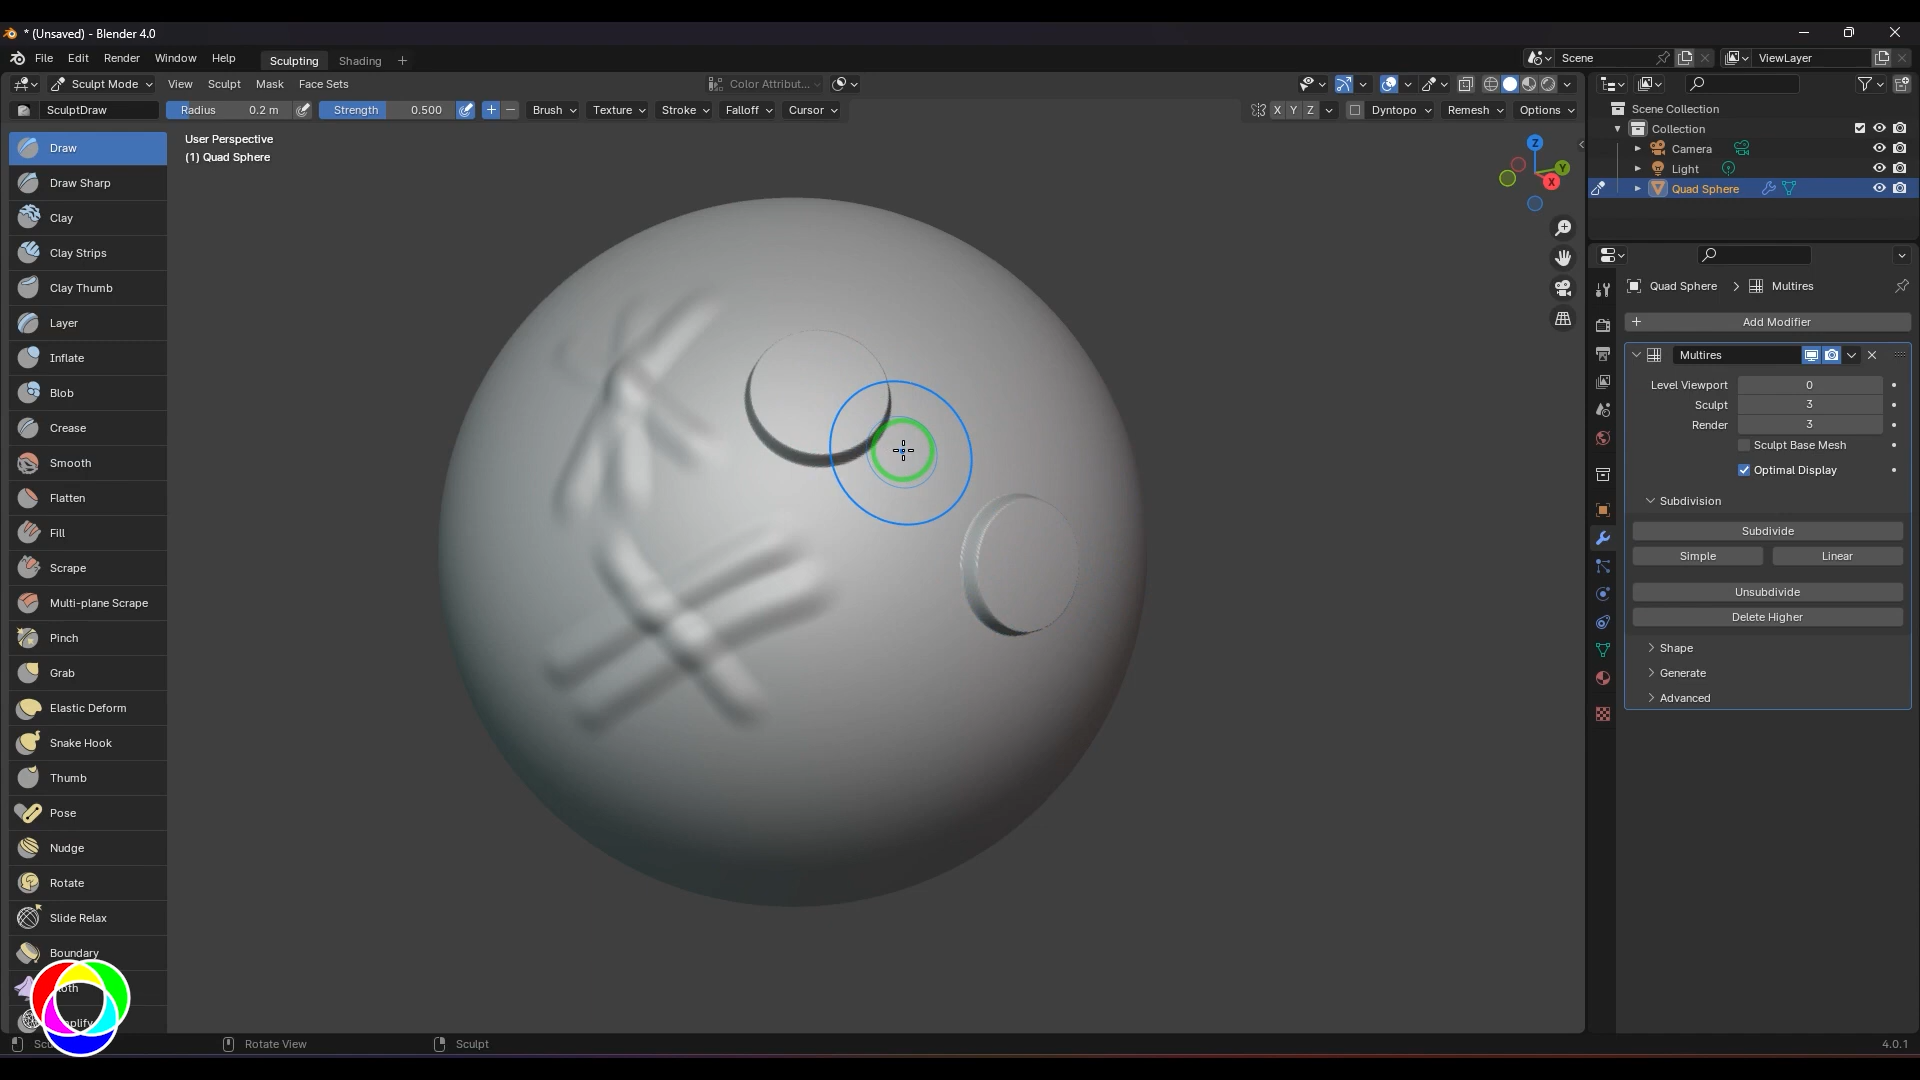 * (Unsaved) - Blender 4.0
File Edit Render Window Help Sculpting Shading + Scene ViewLayer
Sculpt Mode View Sculpt Mask Face Sets Color Attribut...
SculptDraw Radius 0.2 m Strength 0.500 + − Brush Texture Stroke Falloff Cursor X Y Z Dyntopo Remesh Options
User Perspective
(1) Quad Sphere
Z
Y
X
Draw
Draw Sharp
Clay
Clay Strips
Clay Thumb
Layer
Inflate
Blob
Crease
Smooth
Flatten
Fill
Scrape
Multi-plane Scrape
Pinch
Grab
Elastic Deform
Snake Hook
Thumb
Pose
Nudge
Rotate
Slide Relax
Boundary
Scene Collection
Collection
Camera
Light
Quad Sphere
Quad Sphere > Multires
+ Add Modifier
Multires
Level Viewport 0
Sculpt 3
Render 3
Sculpt Base Mesh
Optimal Display
Subdivision
Subdivide
Simple Linear
Unsubdivide
Delete Higher
Shape
Generate
Advanced
Rotate View Sculpt 4.0.1